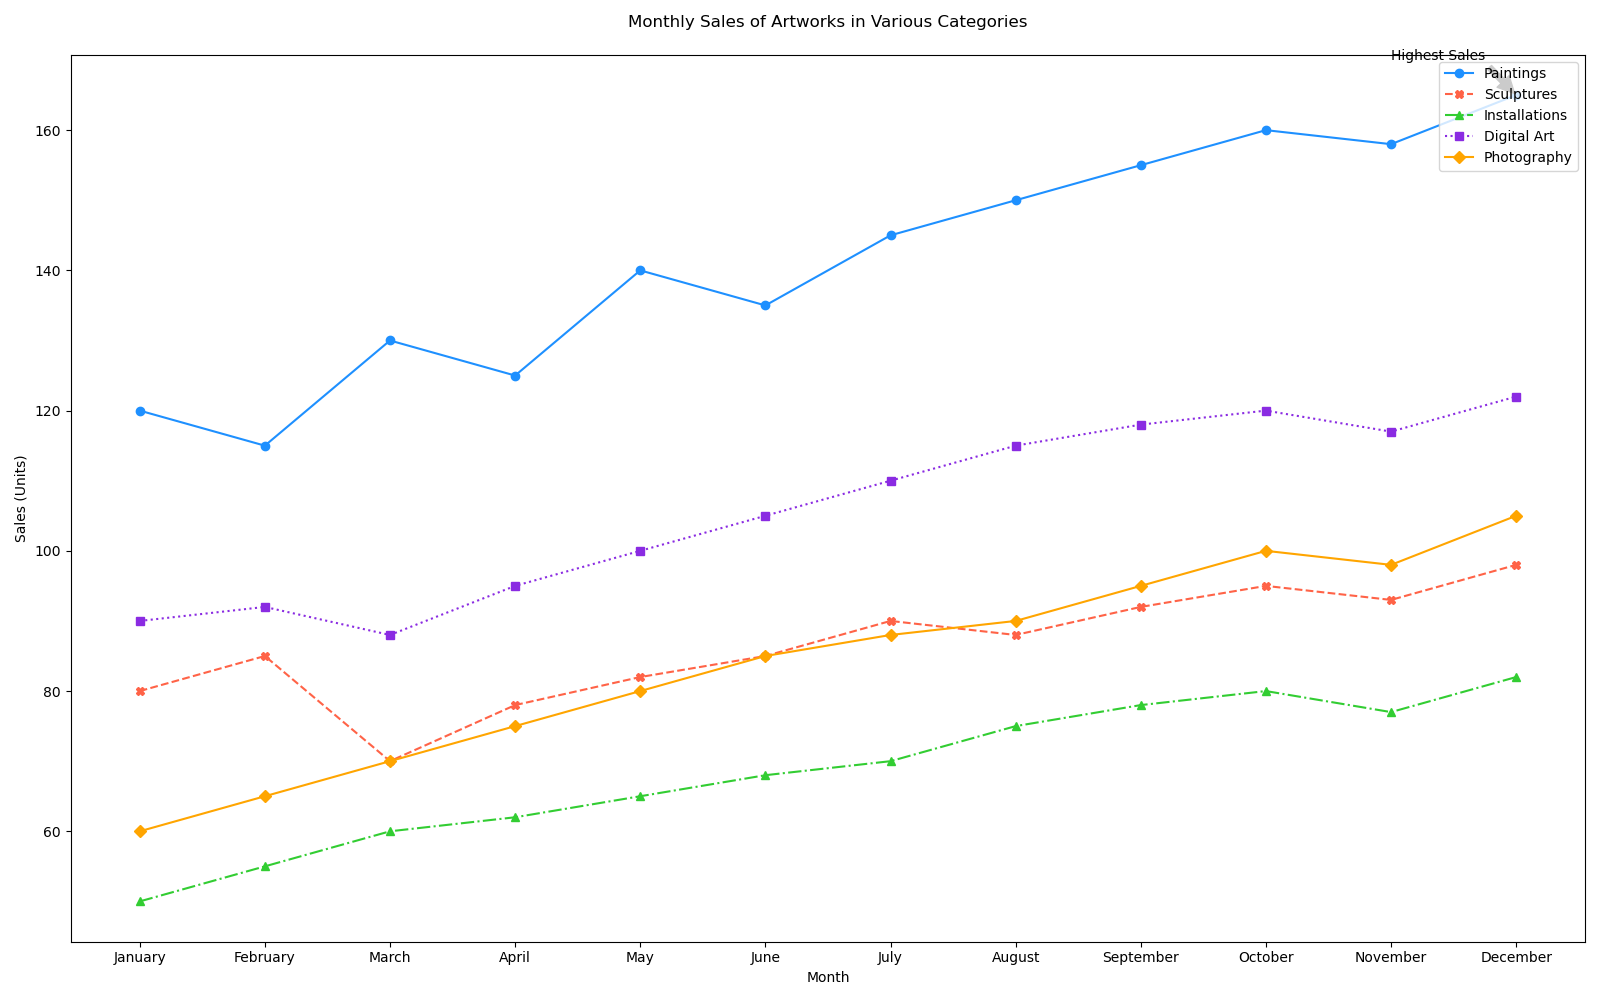 Monthly Sales of Artworks in Various Categories
Highest Sales
Paintings
Sculptures
Installations
Digital Art
Photography
160
140
120
100
80
60
Sales (Units)
January February March April May June July August September October November December
Month